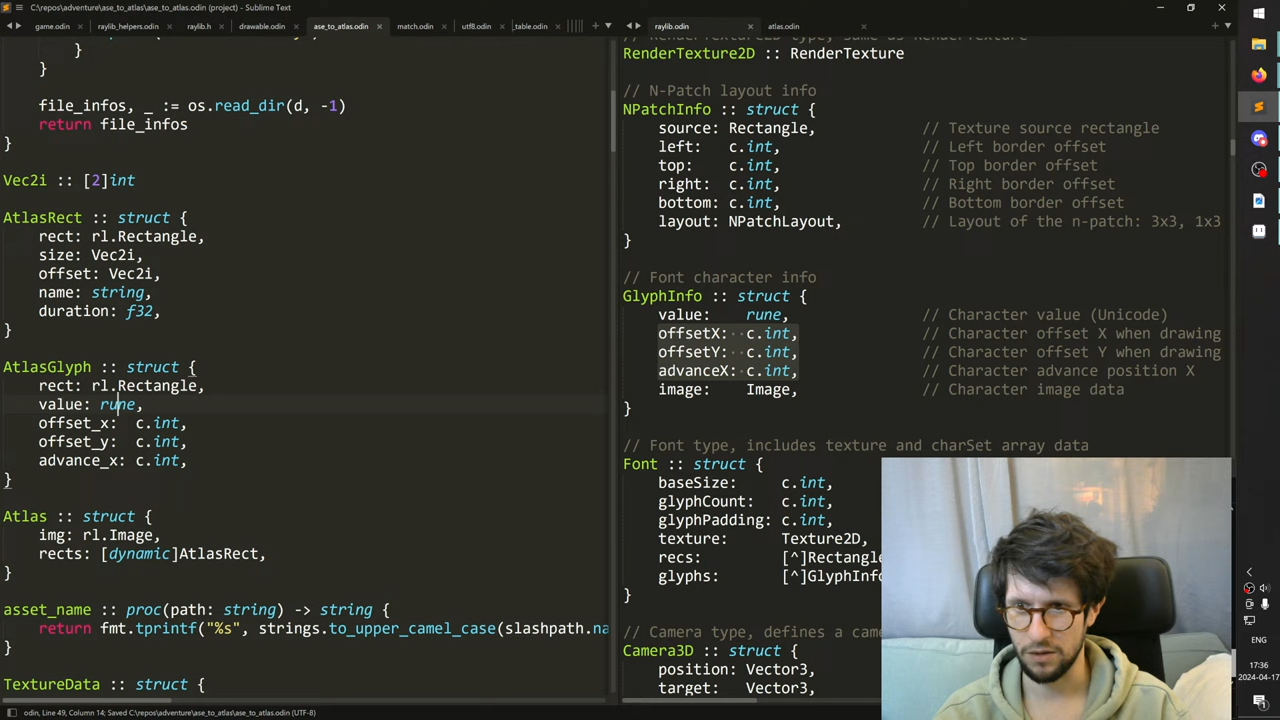 C:\repos\adventure\ase_to_atlas.odin (project) - Sublime Text
game.odin
raylib_helpers.odin
raylib.h
drawable.odin
ase_to_atlas.odin
match.odin
utf8.odin
_table.odin
raylib.odin
atlas.odin
}
}
file_infos, _ := os.read_dir(d, -1)
return file_infos
}
Vec2i :: [2]int
AtlasRect :: struct {
rect: rl.Rectangle,
size: Vec2i,
offset: Vec2i,
name: string,
duration: f32,
}
AtlasGlyph :: struct {
rect: rl.Rectangle,
value: rune,
offset_x:  c.int,
offset_y:  c.int,
advance_x: c.int,
}
Atlas :: struct {
img: rl.Image,
rects: [dynamic]AtlasRect,
}
asset_name :: proc(path: string) -> string {
return fmt.tprintf("%s", strings.to_upper_camel_case(slashpath.na
}
TextureData :: struct {
// RenderTexture2D type, same as RenderTexture
RenderTexture2D :: RenderTexture
// N-Patch layout info
NPatchInfo :: struct {
source: Rectangle, // Texture source rectangle
left:   c.int, // Left border offset
top:    c.int, // Top border offset
right:  c.int, // Right border offset
bottom: c.int, // Bottom border offset
layout: NPatchLayout, // Layout of the n-patch: 3x3, 1x3
}
// Font character info
GlyphInfo :: struct {
value:    rune, // Character value (Unicode)
offsetX:··c.int, // Character offset X when drawing
offsetY:··c.int, // Character offset Y when drawing
advanceX:·c.int, // Character advance position X
image:    Image, // Character image data
}
// Font type, includes texture and charSet array data
Font :: struct {
baseSize:     c.int,
glyphCount:   c.int,
glyphPadding: c.int,
texture:      Texture2D,
recs:         [^]Rectangle
glyphs:       [^]GlyphInfo
}
// Camera type, defines a came
Camera3D :: struct {
position: Vector3,
target:   Vector3,
odin, Line 49, Column 14; Saved C:\repos\adventure\ase_to_atlas\ase_to_atlas.odin (UTF-8)
ENG
17:36
2024-04-17